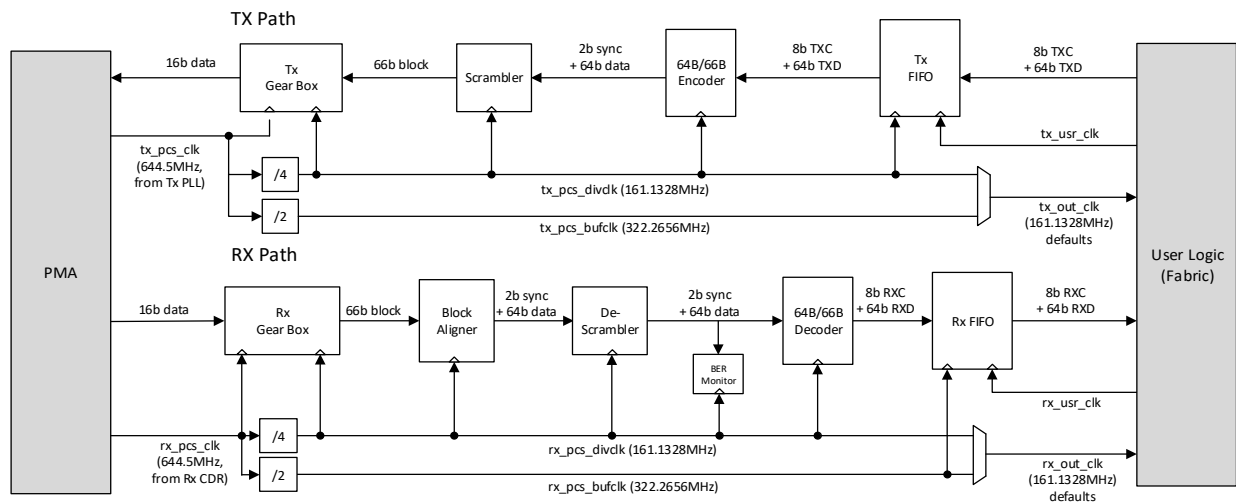 TX Path
PMA
16b data
Tx
Gear Box
66b block
Scrambler
2b sync
+ 64b data
64B/66B
Encoder
8b TXC
+ 64b TXD
Tx
FIFO
8b TXC
+ 64b TXD
User Logic
(Fabric)
tx_pcs_clk
(644.5MHz,
from Tx PLL)
/4
/2
tx_pcs_divclk (161.1328MHz)
tx_pcs_bufclk (322.2656MHz)
tx_usr_clk
tx_out_clk
(161.1328MHz)
defaults
RX Path
16b data
Rx
Gear Box
66b block
Block
Aligner
2b sync
+ 64b data
De-
Scrambler
2b sync
+ 64b data
BER
Monitor
64B/66B
Decoder
8b RXC
+ 64b RXD
Rx FIFO
8b RXC
+ 64b RXD
rx_pcs_clk
(644.5MHz,
from Rx CDR)
/4
/2
rx_pcs_divclk (161.1328MHz)
rx_pcs_bufclk (322.2656MHz)
rx_usr_clk
rx_out_clk
(161.1328MHz)
defaults